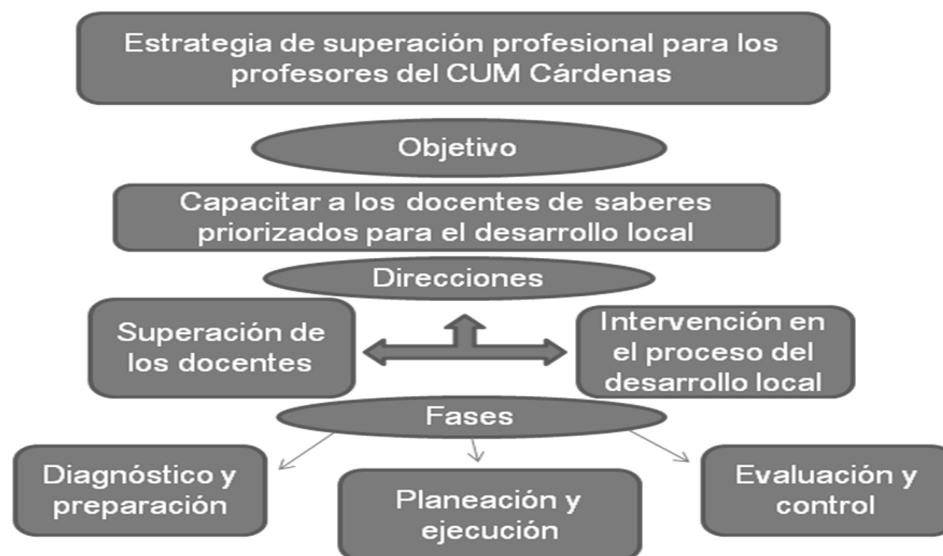 Estrategia de superación profesional para los
profesores del CUM Cárdenas
Objetivo
Capacitar a los docentes de saberes
priorizados para el desarrollo local
Direcciones
Superación de
los docentes
Intervención en
el proceso del
desarrollo local
Fases
Diagnóstico y
preparación
Planeación y
ejecución
Evaluación y
control